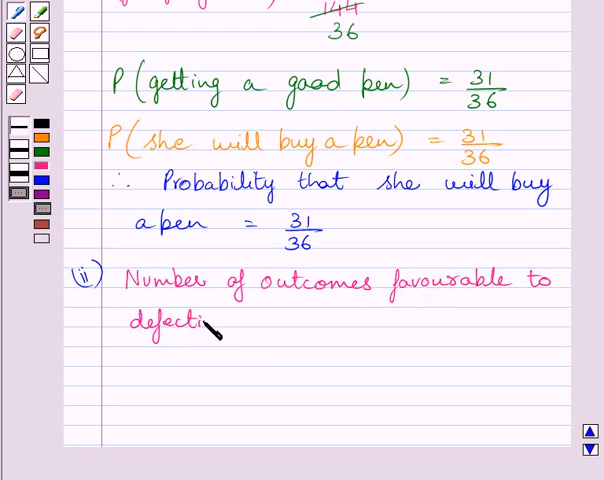 144
36
P (getting a good pen) = 31/36
P (she will buy a pen) = 31/36
∴ Probability that she will buy
a pen = 31/36
(ii) Number of outcomes favourable to
defecti